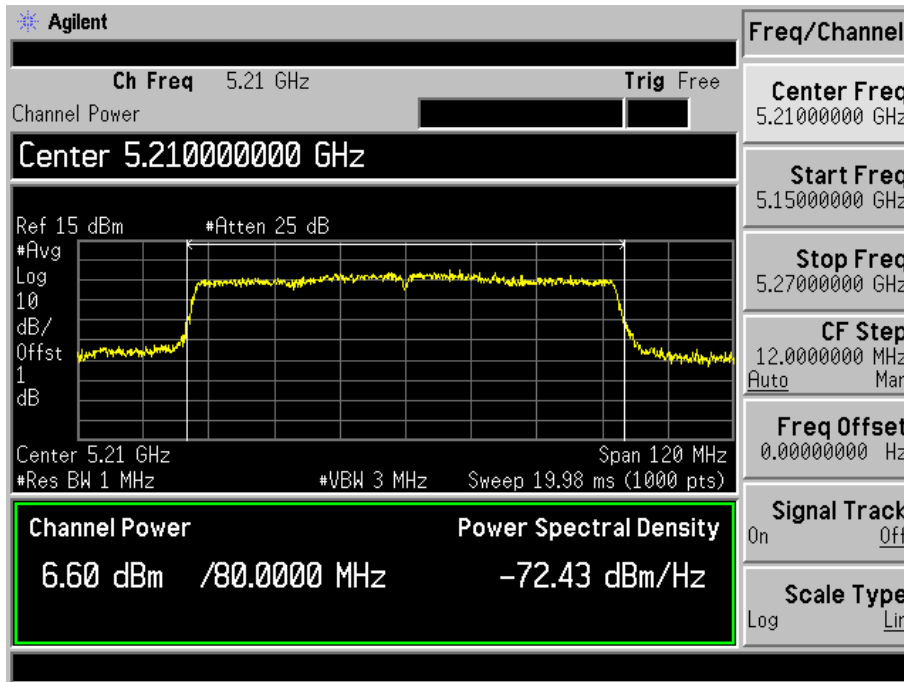 Agilent
Freq/Channel
Ch Freq 5.21 GHz Trig Free
Channel Power
Center 5.210000000 GHz
Ref 15 dBm #Atten 25 dB
#Avg
Log
10
dB/
Offst
1
dB
Center 5.21 GHz Span 120 MHz
#Res BW 1 MHz #VBW 3 MHz Sweep 19.98 ms (1000 pts)
Channel Power Power Spectral Density
6.60 dBm /80.0000 MHz -72.43 dBm/Hz
Center Freq
5.21000000 GHz
Start Freq
5.15000000 GHz
Stop Freq
5.27000000 GHz
CF Step
12.0000000 MHz
Auto Man
Freq Offset
0.00000000 Hz
Signal Track
On Off
Scale Type
Log Lin